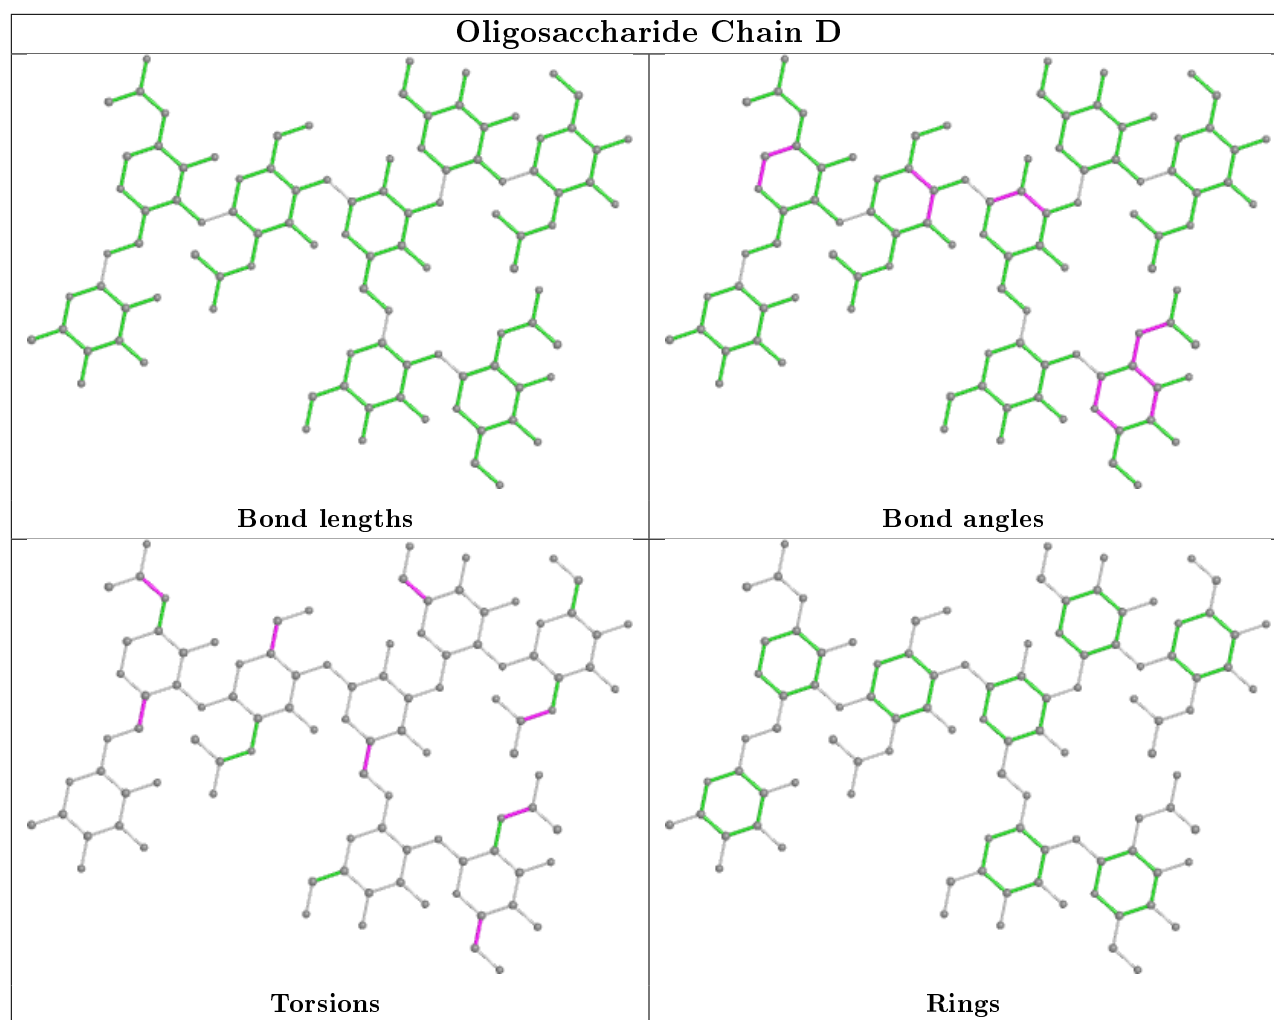 Oligosaccharide Chain D
Bond lengths
Bond angles
Torsions
Rings